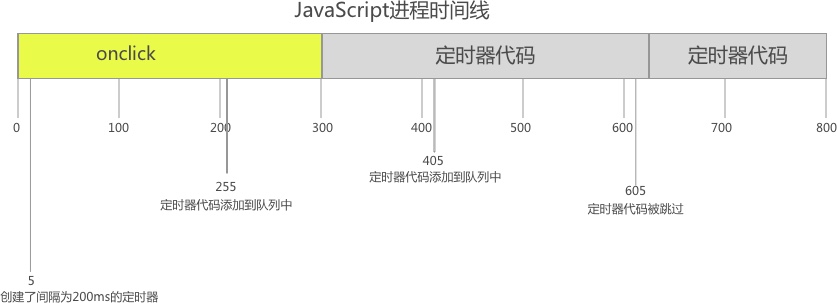 JavaScript进程时间线
onclick
定时器代码
定时器代码
0
100
200
300
400
500
600
700
800
405
定时器代码添加到队列中
255
定时器代码添加到队列中
605
定时器代码被跳过
5
创建了间隔为200ms的定时器